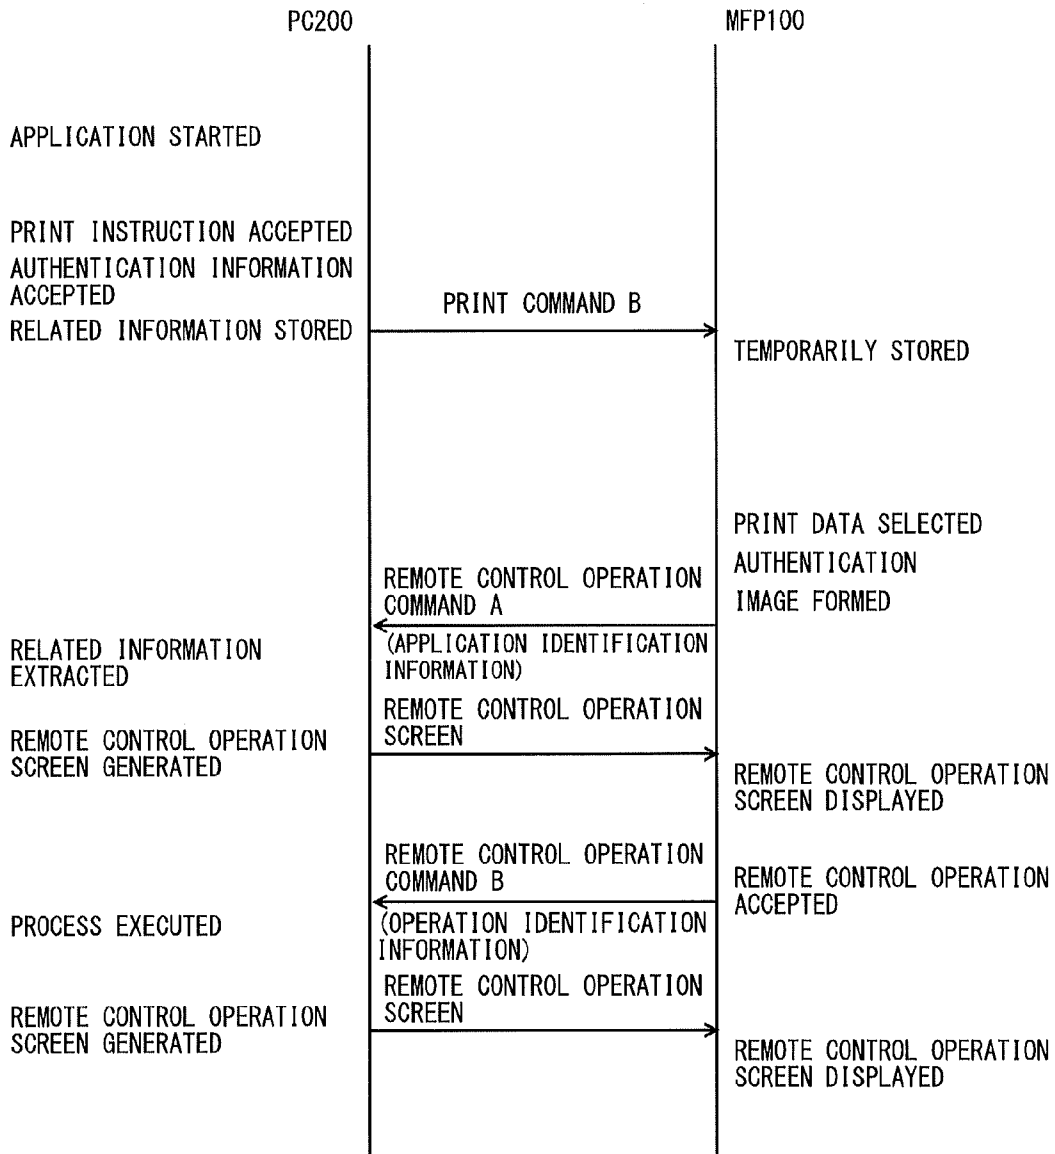 PC200
MFP100
APPLICATION STARTED
PRINT INSTRUCTION ACCEPTED
AUTHENTICATION INFORMATION
ACCEPTED
PRINT COMMAND B
RELATED INFORMATION STORED
TEMPORARILY STORED
PRINT DATA SELECTED
AUTHENTICATION
REMOTE CONTROL OPERATION
COMMAND A
IMAGE FORMED
(APPLICATION IDENTIFICATION
INFORMATION)
RELATED INFORMATION
EXTRACTED
REMOTE CONTROL OPERATION
SCREEN
REMOTE CONTROL OPERATION
SCREEN GENERATED
REMOTE CONTROL OPERATION
SCREEN DISPLAYED
REMOTE CONTROL OPERATION
COMMAND B
REMOTE CONTROL OPERATION
ACCEPTED
PROCESS EXECUTED
(OPERATION IDENTIFICATION
INFORMATION)
REMOTE CONTROL OPERATION
SCREEN
REMOTE CONTROL OPERATION
SCREEN GENERATED
REMOTE CONTROL OPERATION
SCREEN DISPLAYED